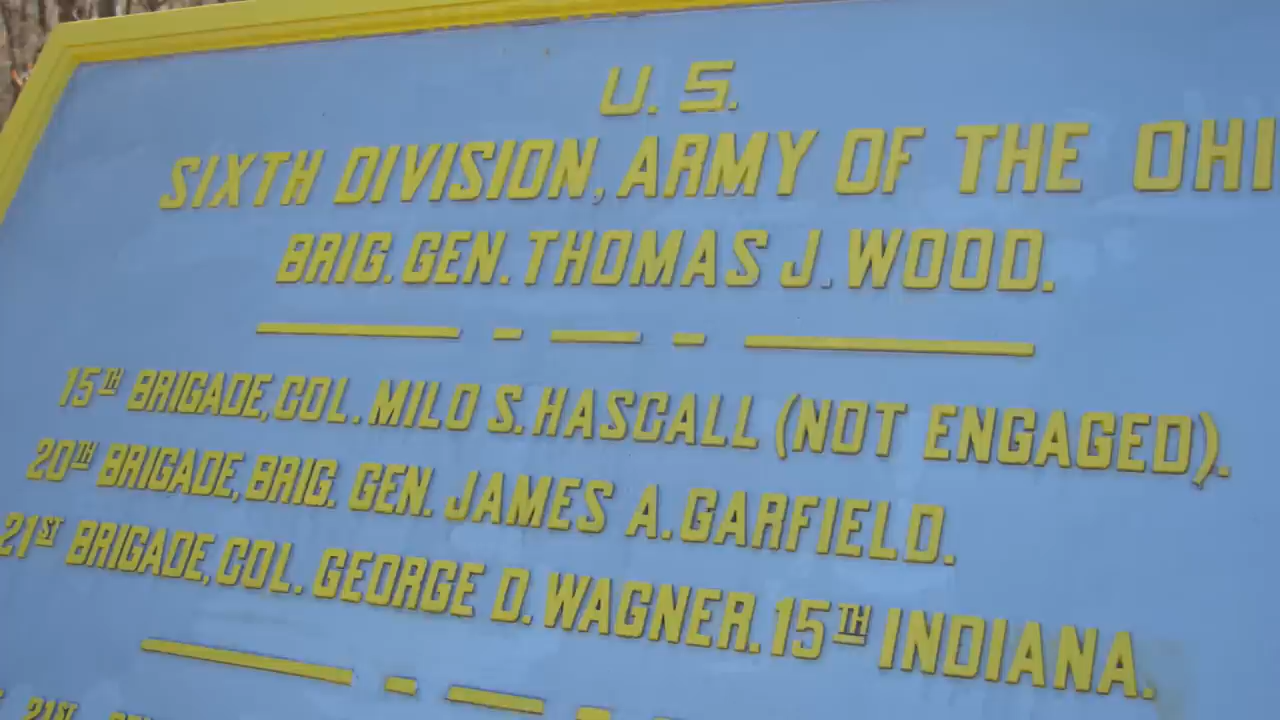 U. S.
SIXTH DIVISION, ARMY OF THE OHI
BRIG. GEN. THOMAS J. WOOD.
15TH BRIGADE, COL. MILO S. HASCALL (NOT ENGAGED).
20TH BRIGADE, BRIG. GEN. JAMES A. GARFIELD.
21ST BRIGADE, COL. GEORGE D. WAGNER. 15TH INDIANA.
21ST